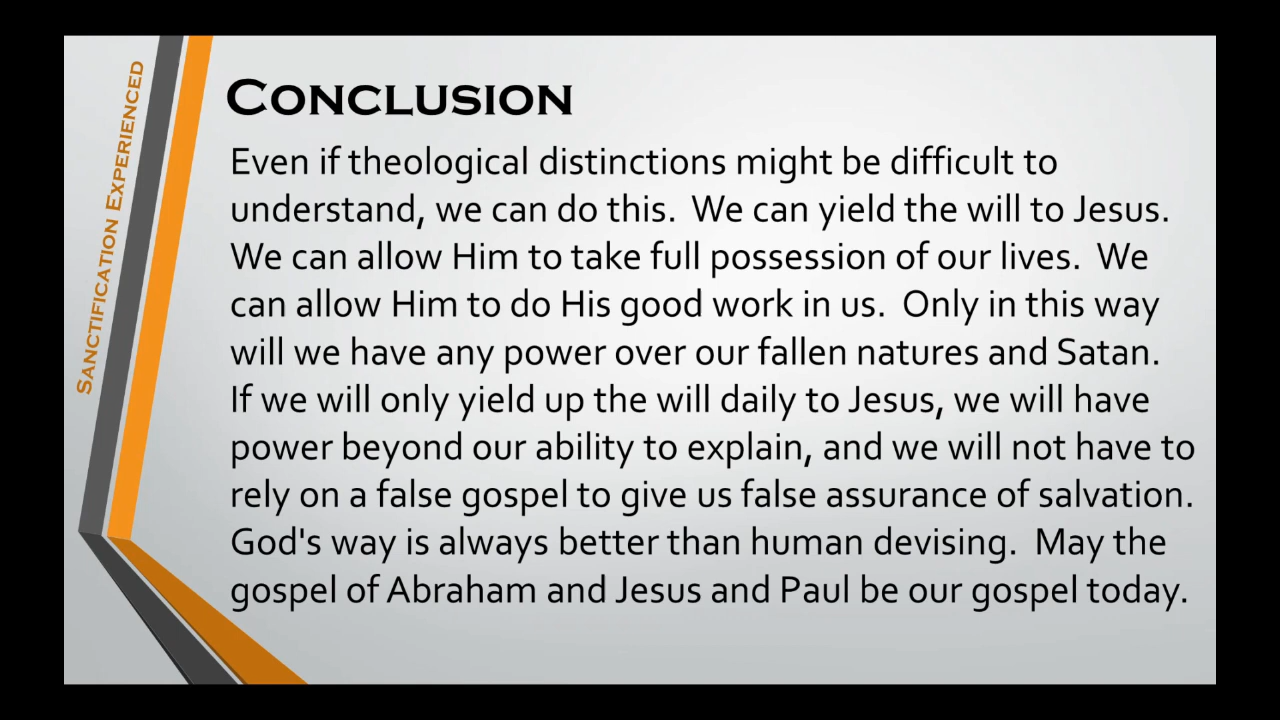 Sanctification Experienced
Conclusion
Even if theological distinctions might be difficult to
understand, we can do this.  We can yield the will to Jesus.
We can allow Him to take full possession of our lives.  We
can allow Him to do His good work in us.  Only in this way
will we have any power over our fallen natures and Satan.
If we will only yield up the will daily to Jesus, we will have
power beyond our ability to explain, and we will not have to
rely on a false gospel to give us false assurance of salvation.
God's way is always better than human devising.  May the
gospel of Abraham and Jesus and Paul be our gospel today.